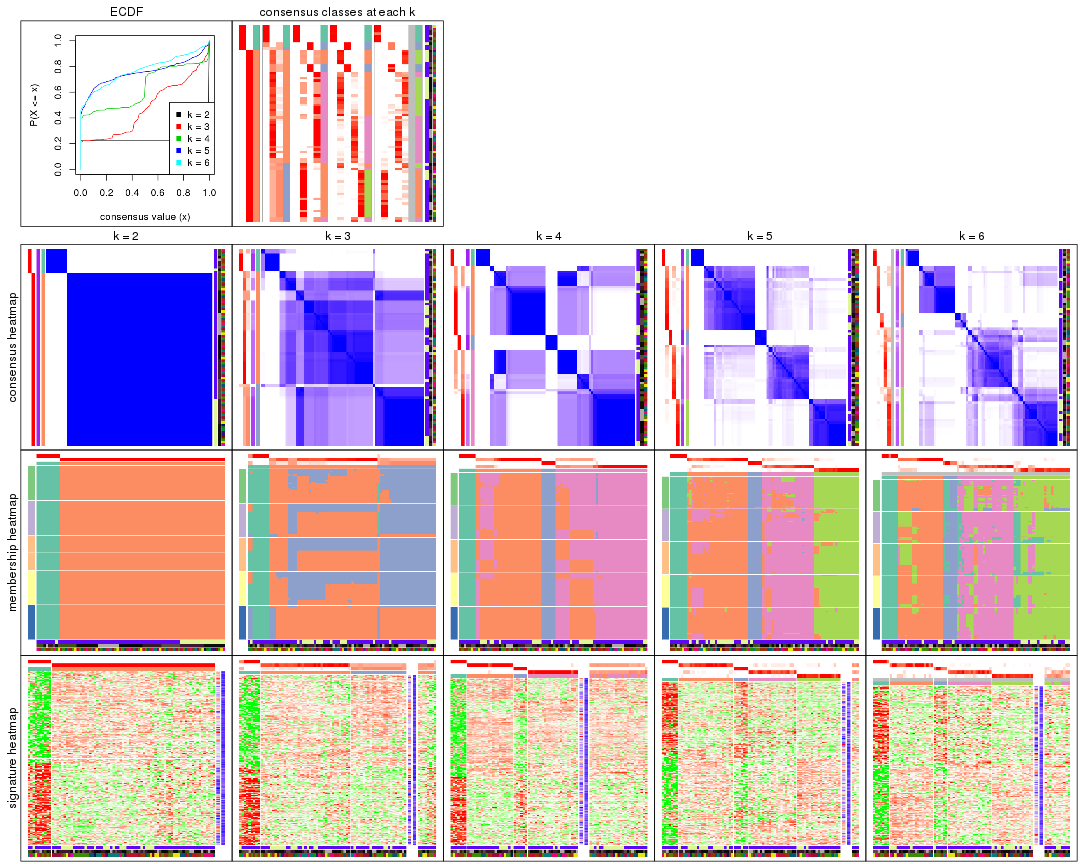 ECDF
consensus classes at each k
P(X <= x)
0.0 0.2 0.4 0.6 0.8 1.0
k = 2
k = 3
k = 4
k = 5
k = 6
0.0 0.2 0.4 0.6 0.8 1.0
consensus value (x)
k = 2 k = 3 k = 4 k = 5 k = 6
consensus heatmap
membership heatmap
signature heatmap